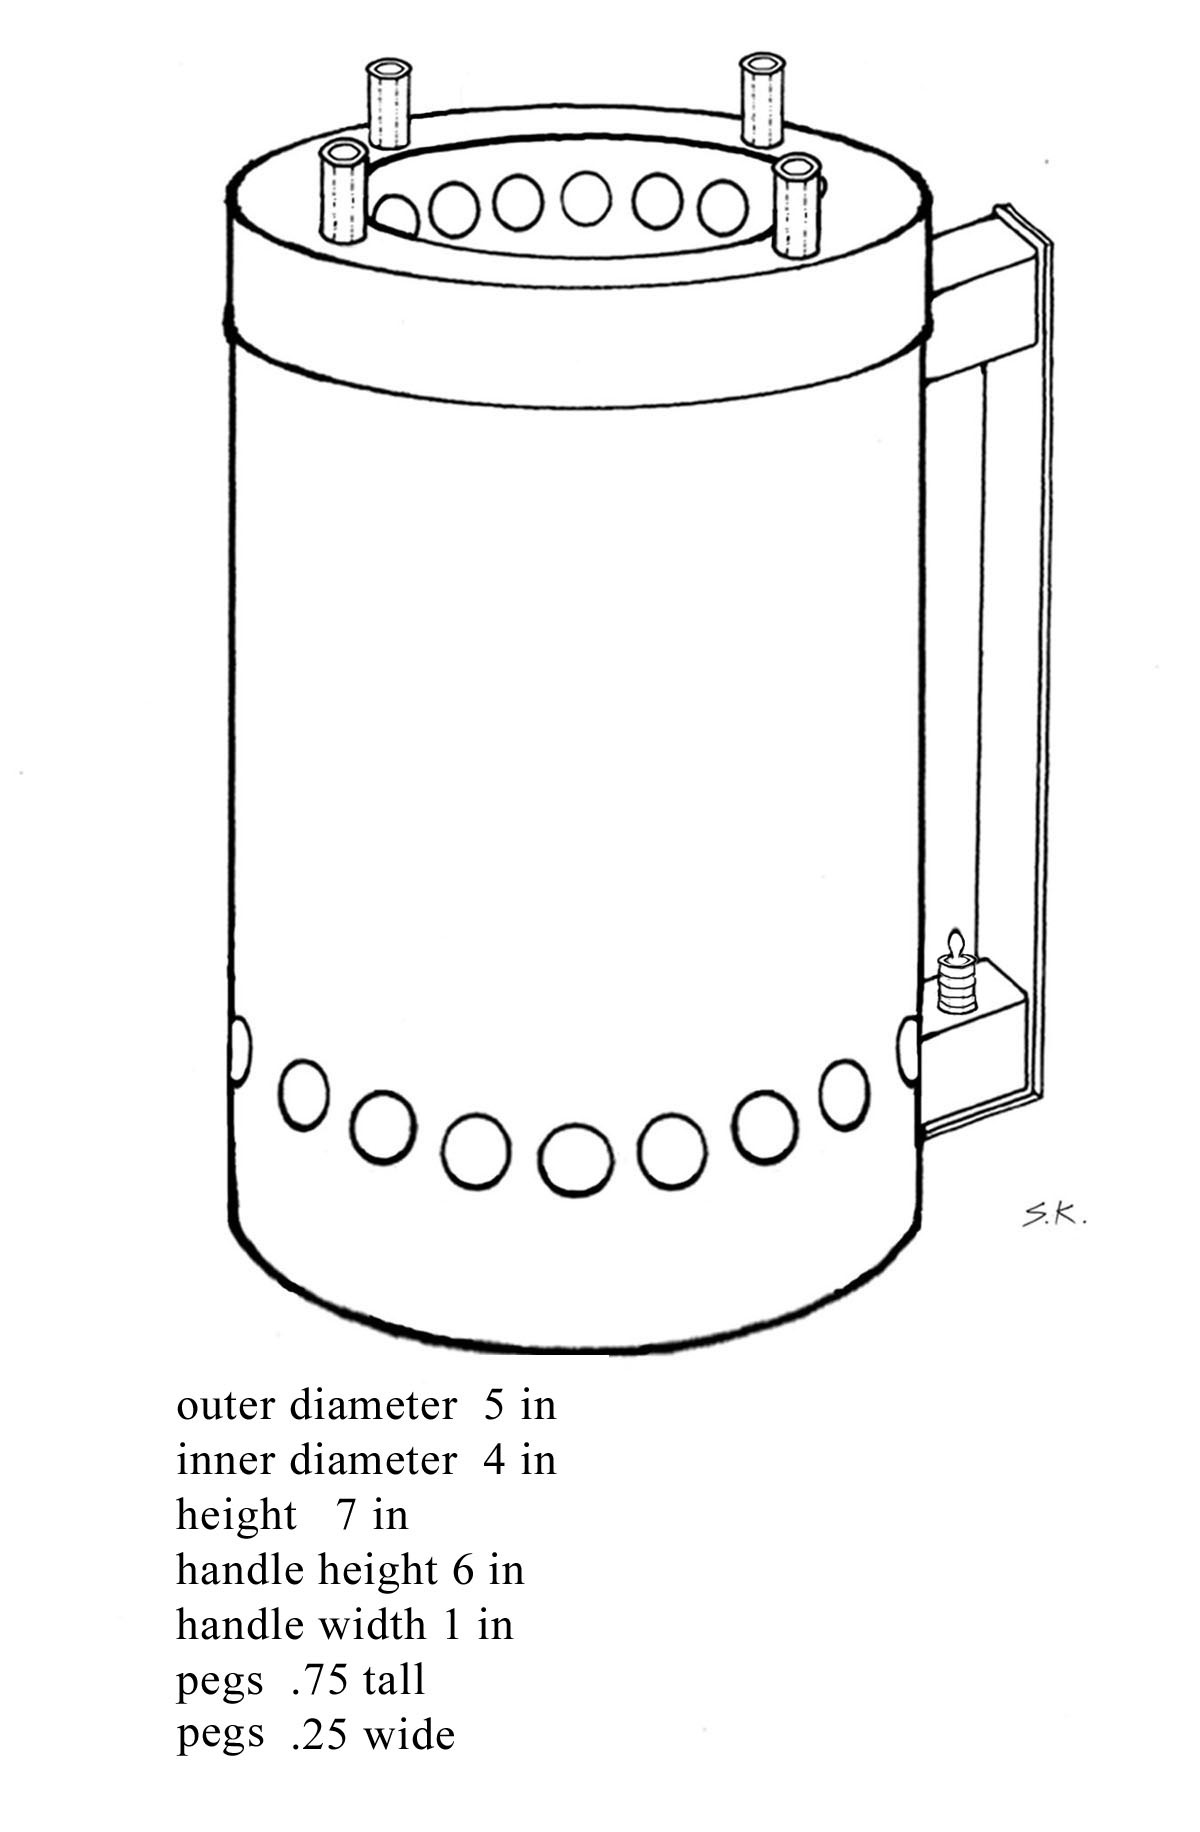 S.K.
outer diameter 5 in
inner diameter 4 in
height 7 in
handle height 6 in
handle width 1 in
pegs .75 tall
pegs .25 wide